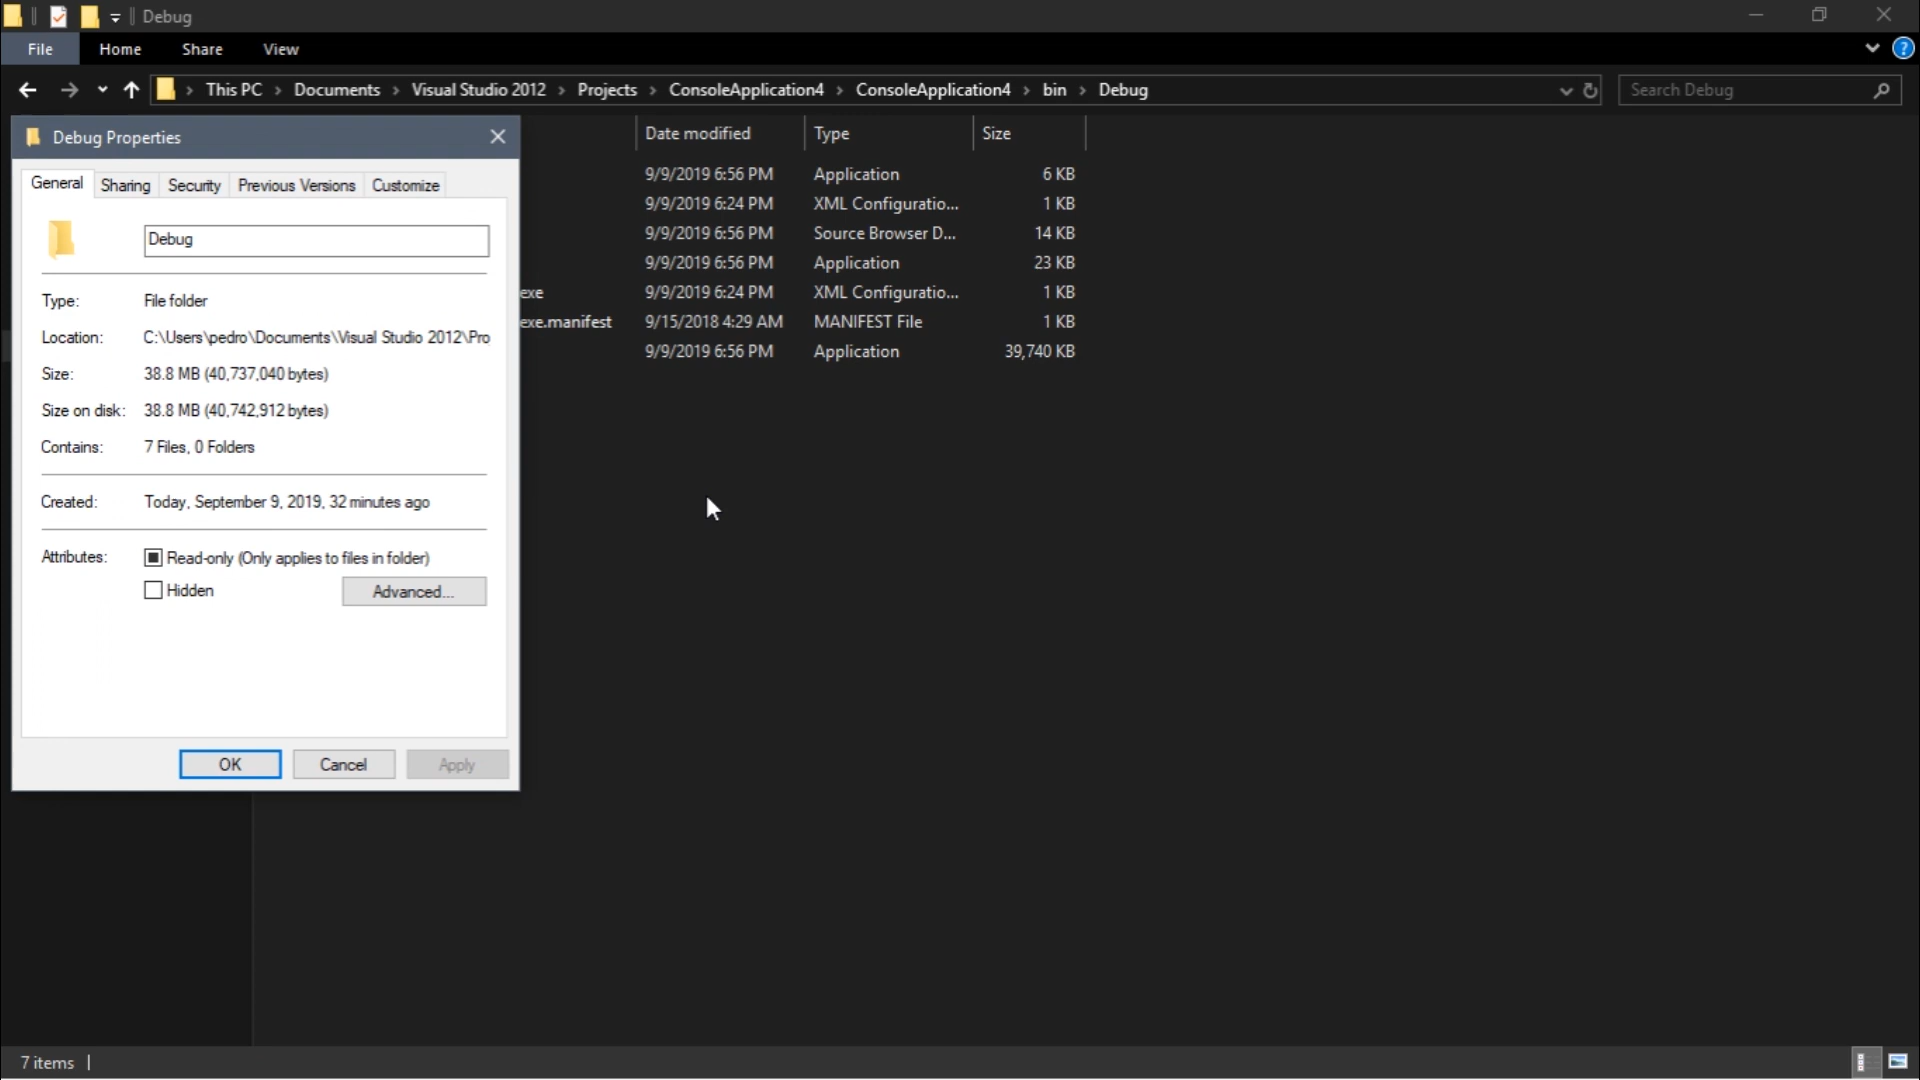 Debug
File Home Share View
This PC Documents Visual Studio 2012 Projects ConsoleApplication4 ConsoleApplication4 bin Debug
Search Debug
Debug Properties
General Sharing Security Previous Versions Customize
Debug
Type: File folder
Location: C:\Users\pedro\Documents\Visual Studio 2012\Pro
Size: 38.8 MB (40,737,040 bytes)
Size on disk: 38.8 MB (40,742,912 bytes)
Contains: 7 Files, 0 Folders
Created: Today, September 9, 2019, 32 minutes ago
Attributes: Read-only (Only applies to files in folder)
Hidden Advanced...
OK Cancel Apply
Date modified Type Size
9/9/2019 6:56 PM Application 6 KB
9/9/2019 6:24 PM XML Configuratio... 1 KB
9/9/2019 6:56 PM Source Browser D... 14 KB
9/9/2019 6:56 PM Application 23 KB
exe 9/9/2019 6:24 PM XML Configuratio... 1 KB
exe.manifest 9/15/2018 4:29 AM MANIFEST File 1 KB
9/9/2019 6:56 PM Application 39,740 KB
7 items